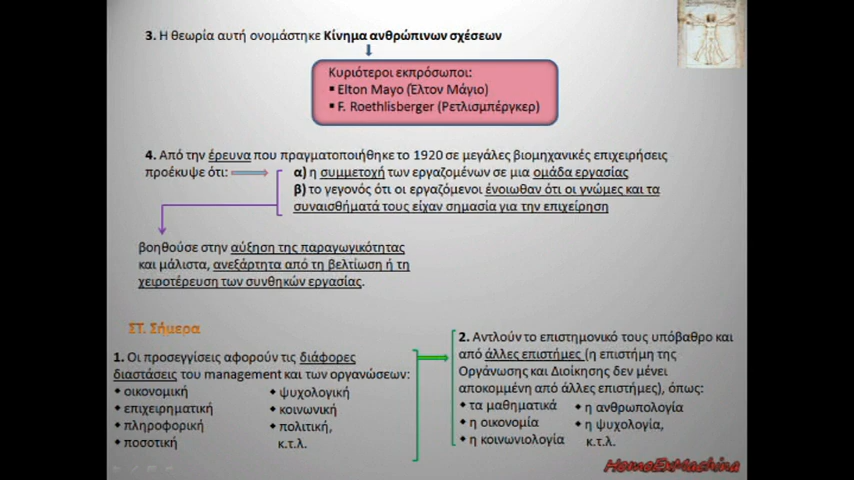 3. Η θεωρία αυτή ονομάστηκε Κίνημα ανθρώπινων σχέσεων
Κυριότεροι εκπρόσωποι:
▪ Elton Mayo (Έλτον Μάγιο)
▪ F. Roethlisberger (Ρετλισμπέργκερ)
4. Από την έρευνα που πραγματοποιήθηκε το 1920 σε μεγάλες βιομηχανικές επιχειρήσεις
προέκυψε ότι:
α) η συμμετοχή των εργαζομένων σε μια ομάδα εργασίας
β) το γεγονός ότι οι εργαζόμενοι ένοιωθαν ότι οι γνώμες και τα
συναισθήματά τους είχαν σημασία για την επιχείρηση
βοηθούσε στην αύξηση της παραγωγικότητας
και μάλιστα, ανεξάρτητα από τη βελτίωση ή τη
χειροτέρευση των συνθηκών εργασίας.
ΣΤ. Σήμερα
1. Οι προσεγγίσεις αφορούν τις διάφορες
διαστάσεις του management και των οργανώσεων:
◆ οικονομική
◆ επιχειρηματική
◆ πληροφορική
◆ ποσοτική
◆ ψυχολογική
◆ κοινωνική
◆ πολιτική,
κ.τ.λ.
2. Αντλούν το επιστημονικό τους υπόβαθρο και
από άλλες επιστήμες (η επιστήμη της
Οργάνωσης και Διοίκησης δεν μένει
αποκομμένη από άλλες επιστήμες), όπως:
◆ τα μαθηματικά
◆ η οικονομία
◆ η κοινωνιολογία
◆ η ανθρωπολογία
◆ η ψυχολογία,
κ.τ.λ.
HomoExMachina